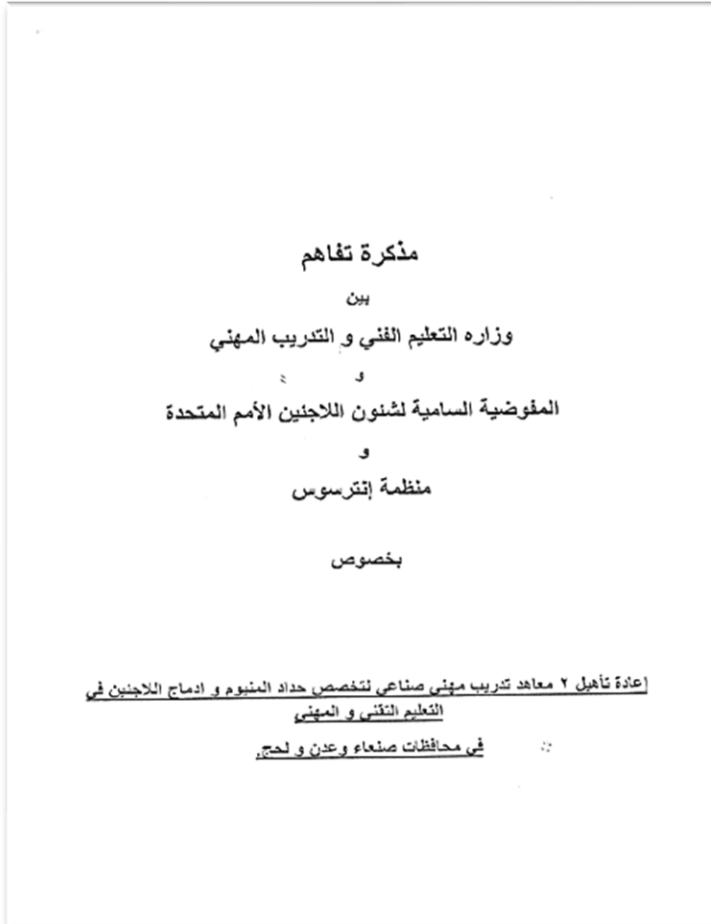 مذكرة تفاهم
بين
وزاره التعليم الفني و التدريب المهني
و
المفوضية السامية لشئون اللاجئين الأمم المتحدة
و
منظمة إنترسوس
بخصوص
إعادة تأهيل ٢ معاهد تدريب مهني صناعي لتخصص حداد المنيوم و ادماج اللاجئين في
التعليم التقني و المهني
في محافظات صنعاء وعدن و لحج.